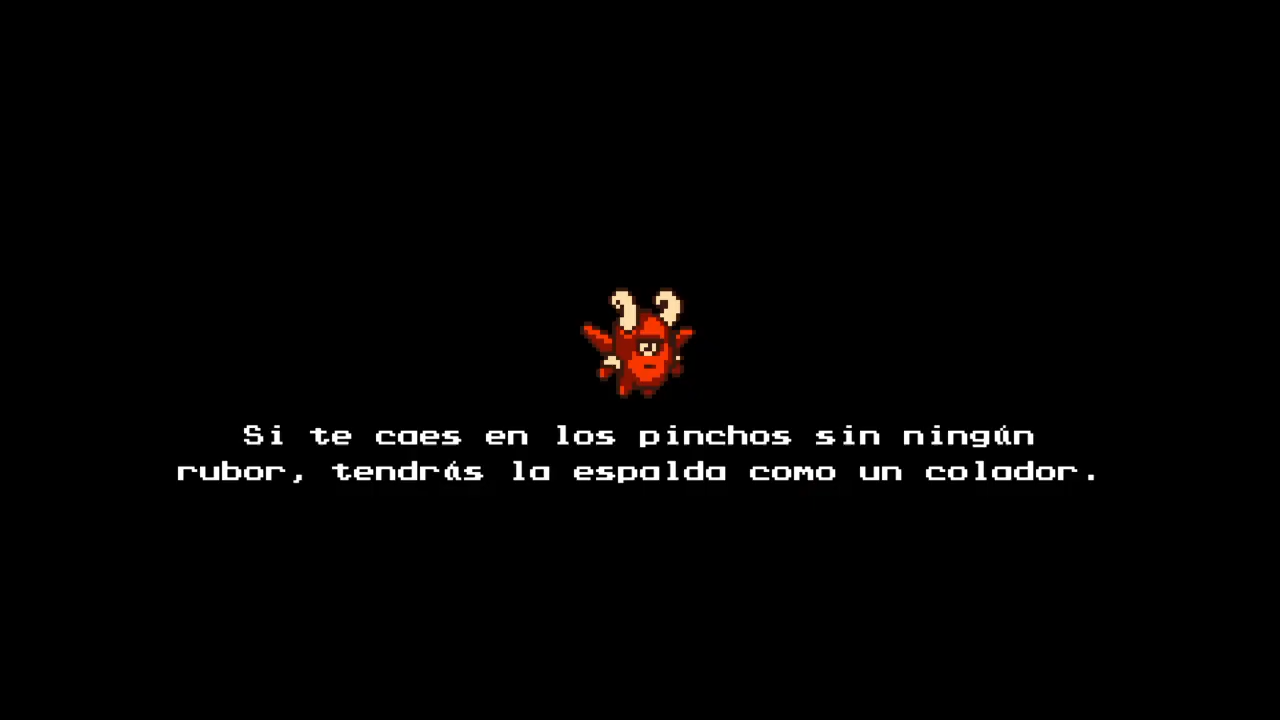 Si te caes en los pinchos sin ningún
rubor, tendrás la espalda como un colador.